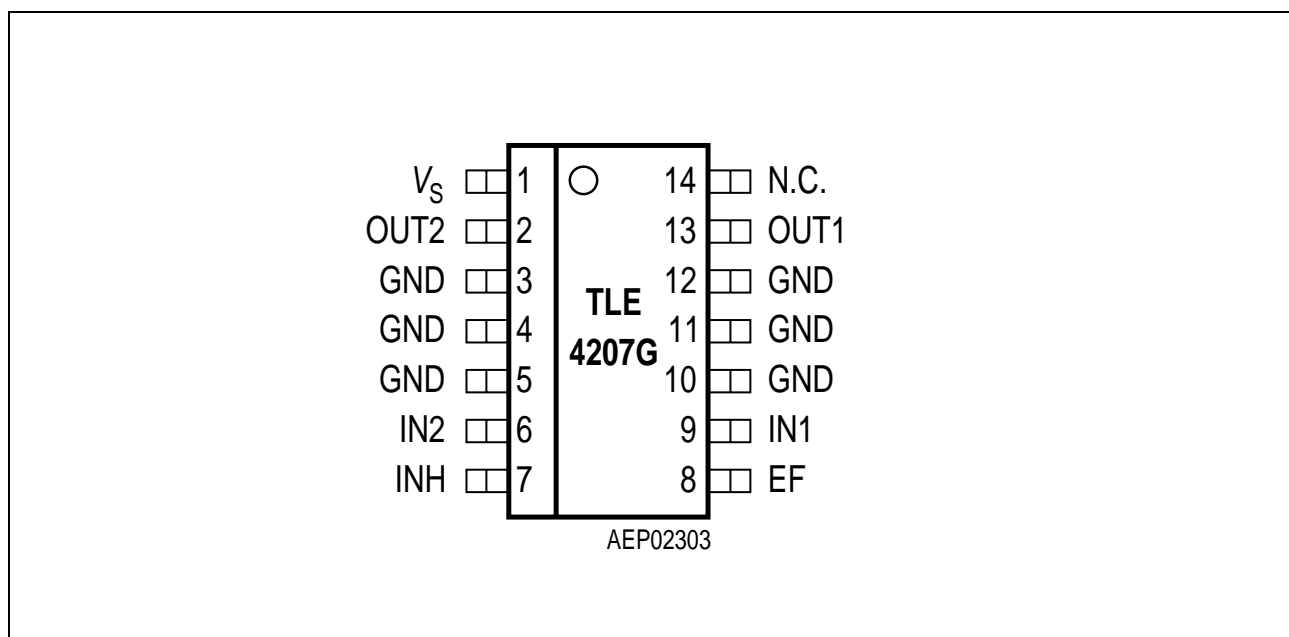 V_S 1 14 N.C.
OUT2 2 13 OUT1
GND 3 12 GND
GND 4 11 GND
GND 5 10 GND
IN2 6 9 IN1
INH 7 8 EF
TLE
4207G
AEP02303